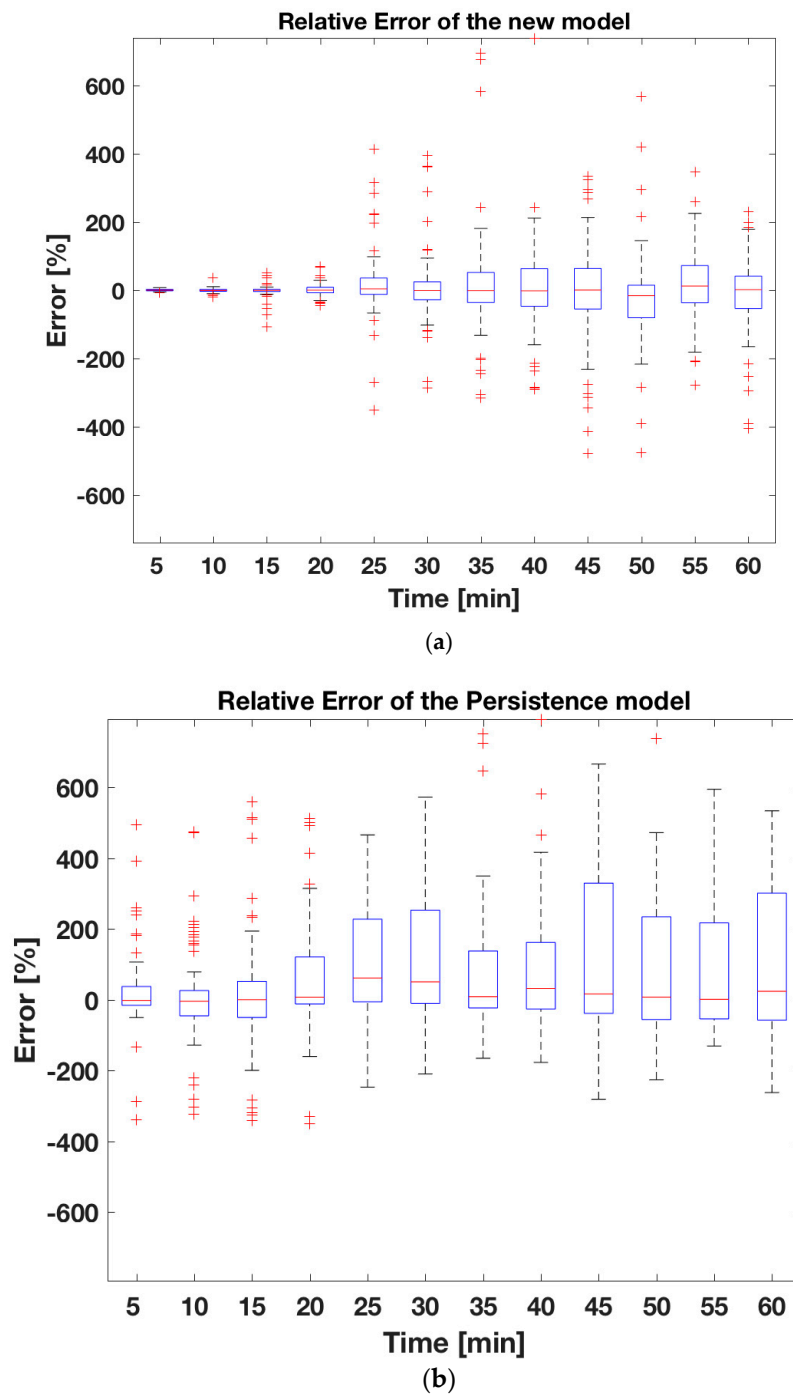 Relative Error of the new model
600
400
200
0
-200
-400
-600
Error [%]
5 10 15 20 25 30 35 40 45 50 55 60
Time [min]
(a)
Relative Error of the Persistence model
600
400
200
0
-200
-400
-600
Error [%]
5 10 15 20 25 30 35 40 45 50 55 60
Time [min]
(b)